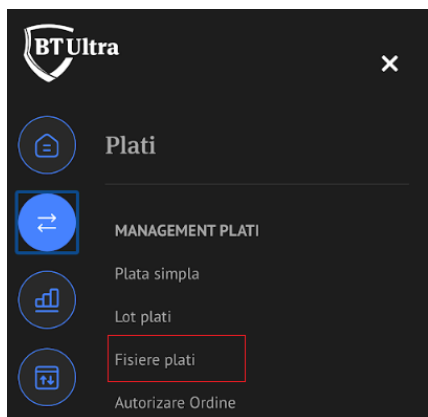 BT Ultra
Plati
MANAGEMENT PLATI
Plata simpla
Lot plati
Fisiere plati
Autorizare Ordine